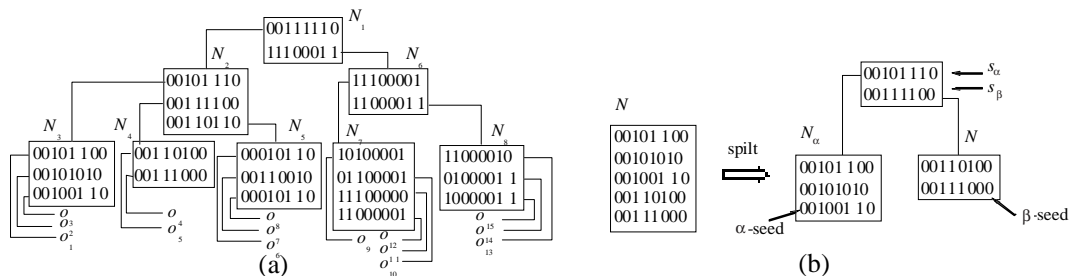 N1
00111110
11100011
N2
00101110
00111100
00110110
N6
11100001
11000011
N3
00101100
00101010
00100110
N4
00110100
00111000
N5
00010110
00110010
00010110
N7
10100001
01100001
11100000
11000001
N8
11000010
01000011
10000011
o3
o2
o1
o4
o5
o8
o7
o6
o9
o12
o11
o10
o15
o14
o13
(a)
N
00101100
00101010
00100110
00110100
00111000
spilt
00101110
00111100
sα
sβ
Nα
00101100
00101010
00100110
α-seed
N
00110100
00111000
β-seed
(b)